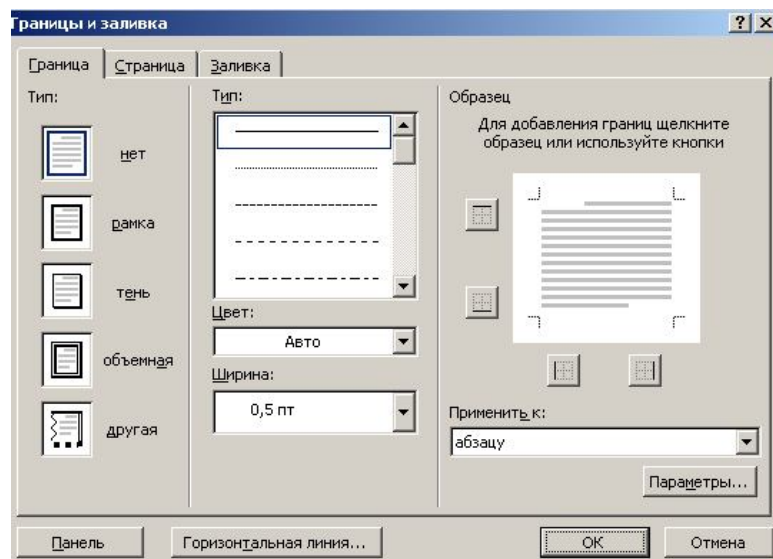 Границы и заливка
Граница
Страница
Заливка
Тип:
нет
рамка
тень
объемная
другая
Тип:
Цвет:
Авто
Ширина:
0,5 пт
Образец
Для добавления границ щелкните
образец или используйте кнопки
Применить к:
абзацу
Параметры...
Панель
Горизонтальная линия...
ОК
Отмена